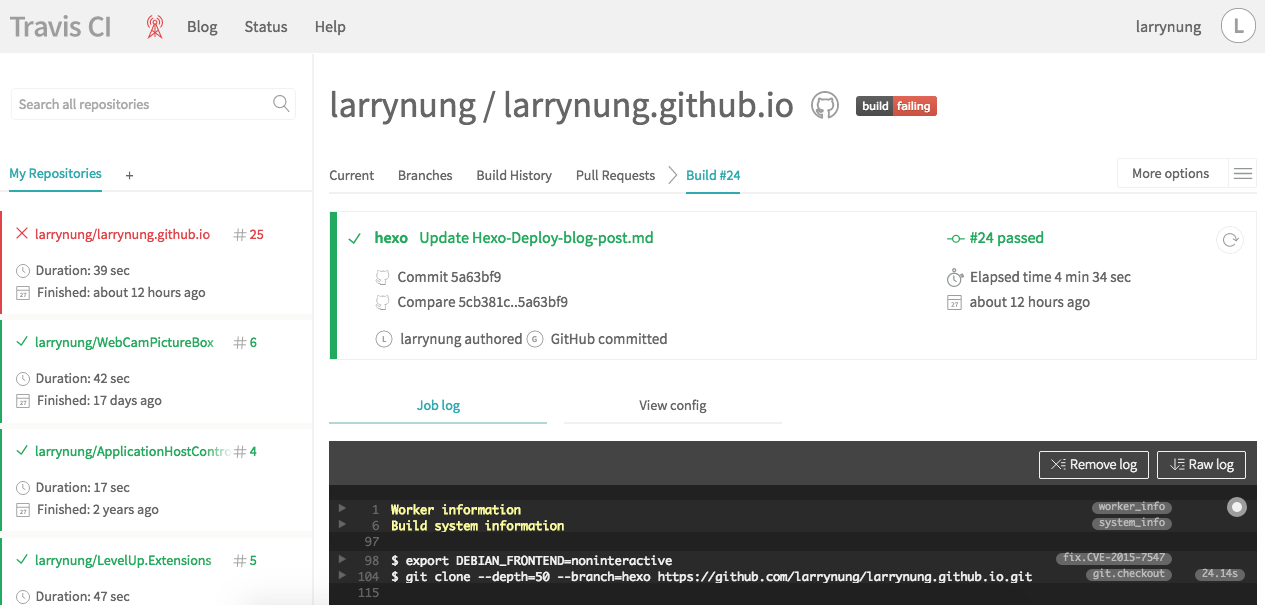 Travis CI Blog Status Help larrynung L
Search all repositories
larrynung / larrynung.github.io build failing
My Repositories +
Current Branches Build History Pull Requests Build #24 More options
larrynung/larrynung.github.io # 25
Duration: 39 sec
27 Finished: about 12 hours ago
larrynung/WebCamPictureBox # 6
Duration: 42 sec
27 Finished: 17 days ago
larrynung/ApplicationHostContro # 4
Duration: 17 sec
27 Finished: 2 years ago
larrynung/LevelUp.Extensions # 5
Duration: 47 sec
hexo Update Hexo-Deploy-blog-post.md #24 passed
Commit 5a63bf9 Elapsed time 4 min 34 sec
Compare 5cb381c..5a63bf9 27 about 12 hours ago
L larrynung authored G GitHub committed
Job log View config
Remove log Raw log
1 Worker information worker_info
6 Build system information system_info
97
98 $ export DEBIAN_FRONTEND=noninteractive fix.CVE-2015-7547
104 $ git clone --depth=50 --branch=hexo https://github.com/larrynung/larrynung.github.io.git git.checkout 24.14s
115